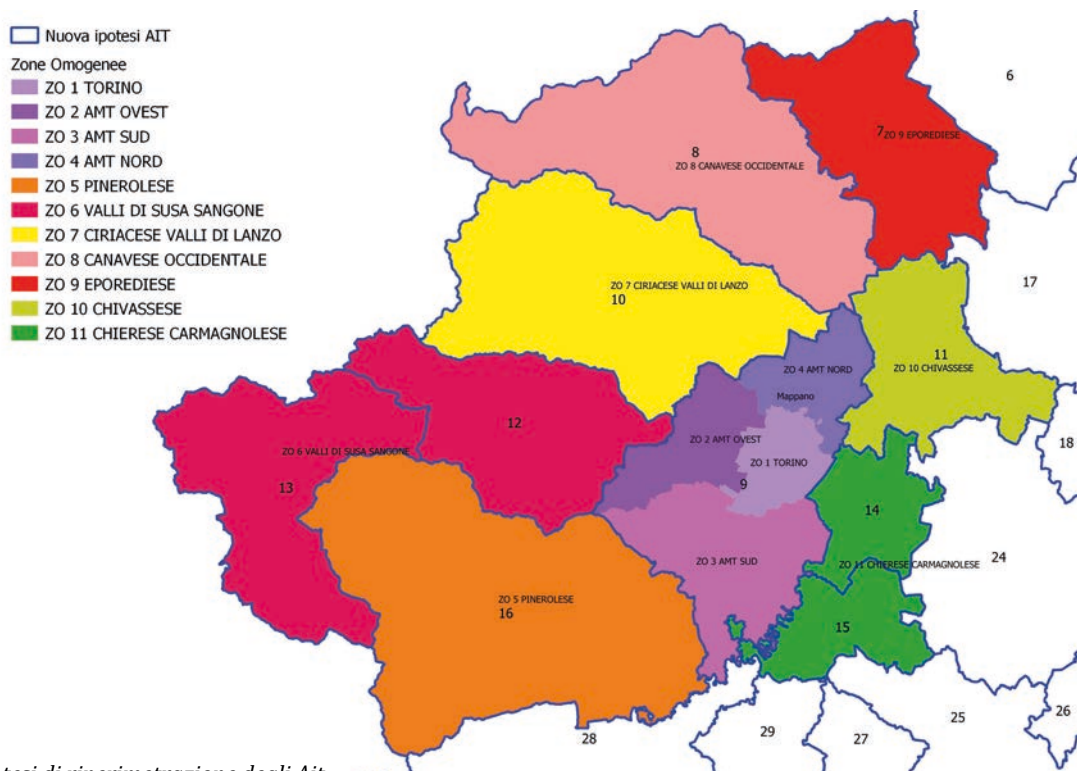 Nuova ipotesi AIT
Zone Omogenee
ZO 1 TORINO
ZO 2 AMT OVEST
ZO 3 AMT SUD
ZO 4 AMT NORD
ZO 5 PINEROLESE
ZO 6 VALLI DI SUSA SANGONE
ZO 7 CIRIACESE VALLI DI LANZO
ZO 8 CANAVESE OCCIDENTALE
ZO 9 EPOREDIESE
ZO 10 CHIVASSESE
ZO 11 CHIERESE CARMAGNOLESE
6
7
ZO 9 EPOREDIESE
8
ZO 8 CANAVESE OCCIDENTALE
17
ZO 7 CIRIACESE VALLI DI LANZO
10
11
ZO 10 CHIVASSESE
ZO 4 AMT NORD
Mappano
12
18
ZO 2 AMT OVEST
ZO 6 VALLI DI SUSA SANGONE
ZO 1 TORINO
9
13
14
24
ZO 3 AMT SUD
ZO 11 CHIERESE CARMAGNOLESE
ZO 5 PINEROLESE
16
15
28
29
27
25
26
tesi di riperimetrazione degli Ait